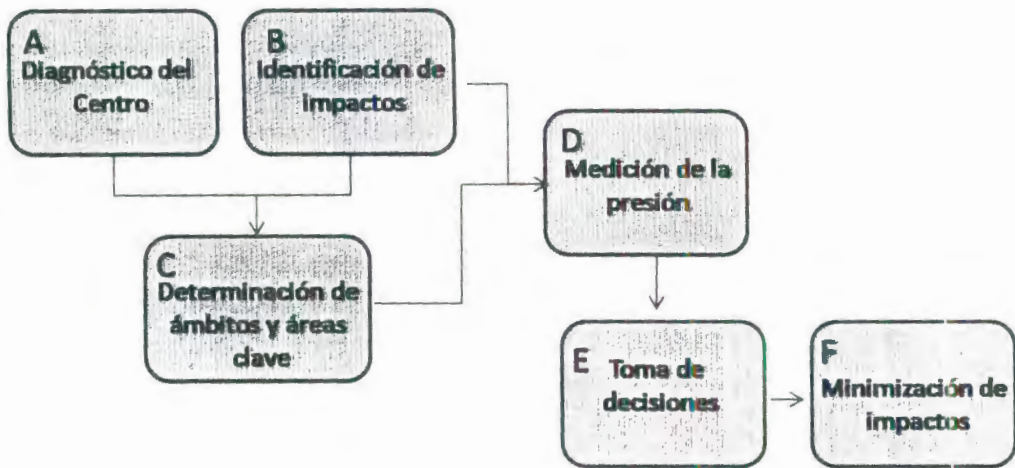 A
Diagnóstico del
Centro
B
Identificación de
impactos
C
Determinación de
ámbitos y áreas
clave
D
Medición de la
presión
E
Toma de
decisiones
F
Minimización de
impactos